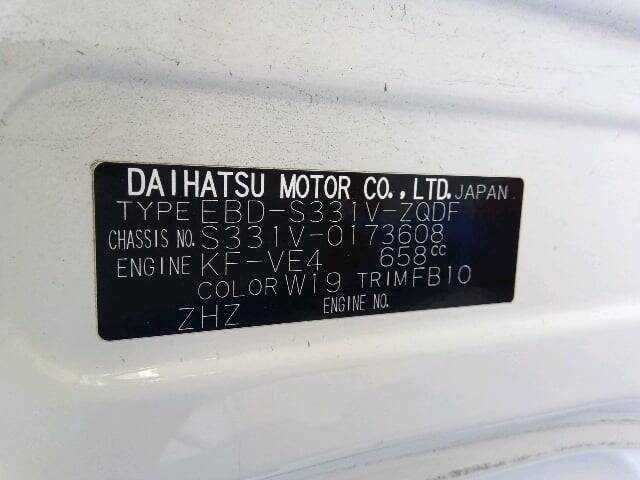 DAIHATSU MOTOR CO., LTD. JAPAN
TYPE EBD-S331V-ZQDF
CHASSIS NO. S331V-0173608
ENGINE KF-VE4 658cc
COLOR W19 TRIM FB10
ENGINE NO.
ZHZ